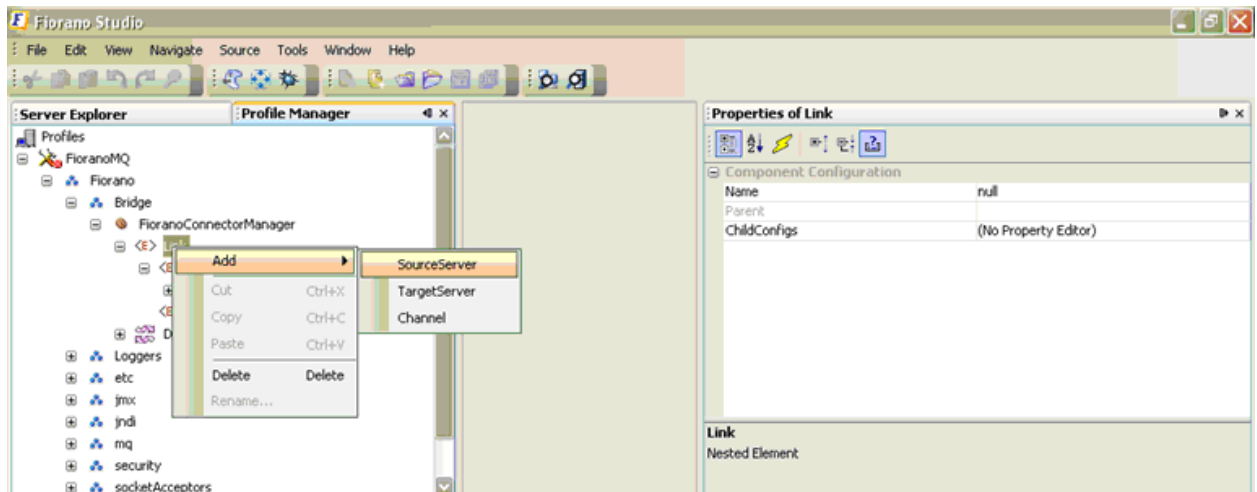 Fiorano Studio
File Edit View Navigate Source Tools Window Help
Server Explorer
Profile Manager
Profiles
FioranoMQ
Fiorano
Bridge
FioranoConnectorManager
<E> Link
<E
<E
D
Loggers
etc
jmx
jndi
mq
security
socketAcceptors
Add
Cut Ctrl+X
Copy Ctrl+C
Paste Ctrl+V
Delete Delete
Rename...
SourceServer
TargetServer
Channel
Properties of Link
Component Configuration
Name null
Parent
ChildConfigs (No Property Editor)
Link
Nested Element